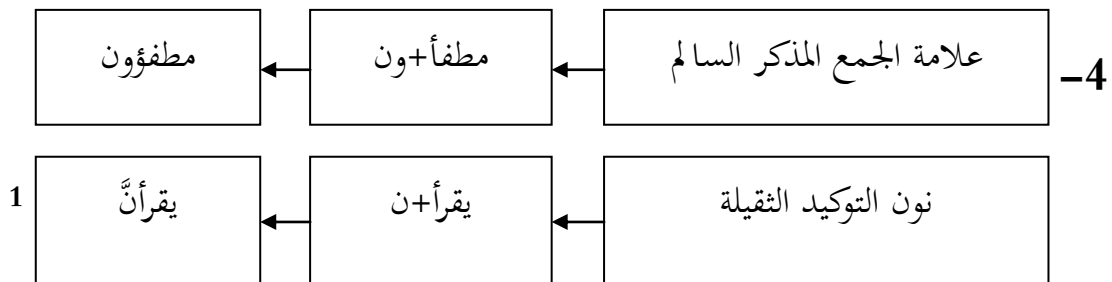 4– علامة الجمع المذكر السالم مطفأ+ون مطفؤون
نون التوكيد الثقيلة يقرأ+ن يقرأنَّ 1